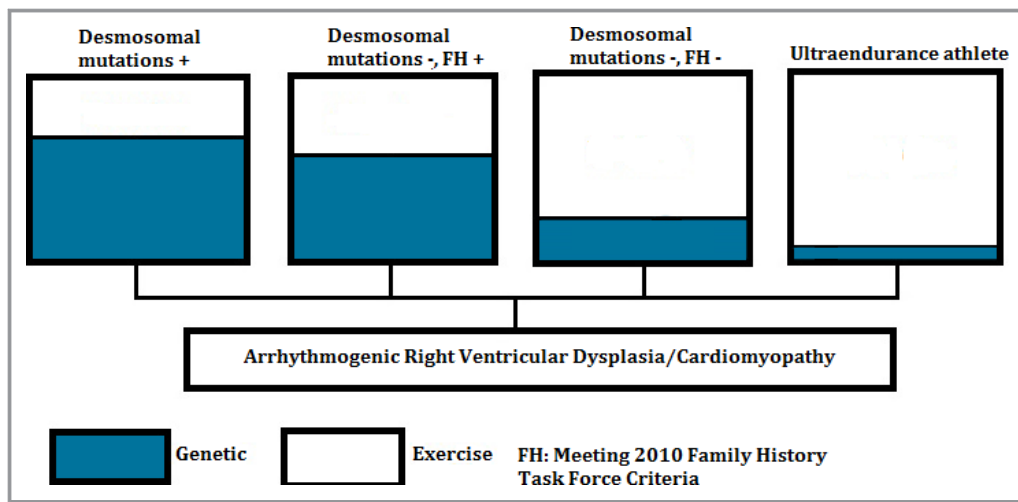 Desmosomal
mutations +
Desmosomal
mutations -, FH +
Desmosomal
mutations -, FH -
Ultraendurance athlete
Arrhythmogenic Right Ventricular Dysplasia/Cardiomyopathy
Genetic
Exercise
FH: Meeting 2010 Family History
Task Force Criteria